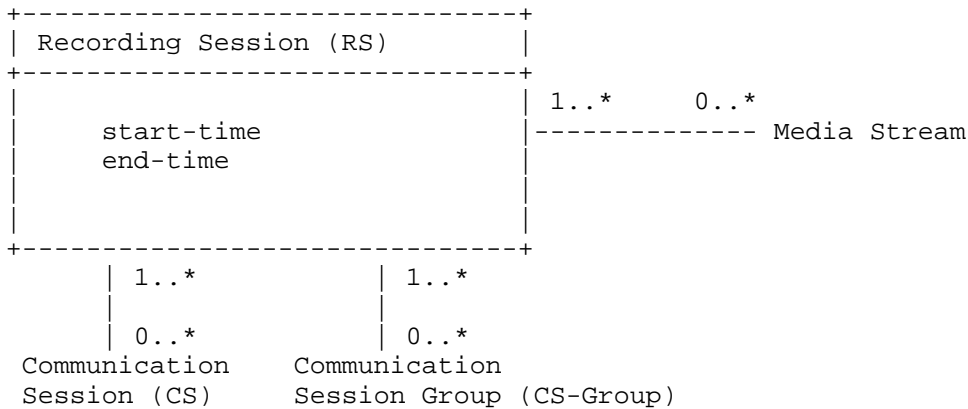 +-------------------------------+
| Recording Session (RS)        |
+-------------------------------+
|                               | 1..*     0..*
|     start-time                |-------------- Media Stream
|     end-time                  |
|                               |
|                               |
+-------------------------------+
      | 1..*             | 1..*
      |                  |
      | 0..*             | 0..*
 Communication    Communication
 Session (CS)     Session Group (CS-Group)